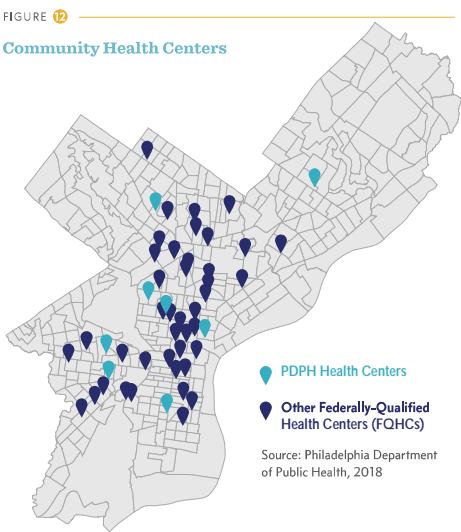 FIGURE 12
Community Health Centers
PDPH Health Centers
Other Federally-Qualified
Health Centers (FQHCs)
Source: Philadelphia Department
of Public Health, 2018